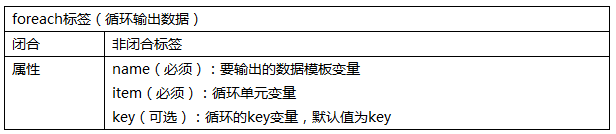 foreach标签（循环输出数据）
闭合 非闭合标签
属性 name（必须）：要输出的数据模板变量
item（必须）：循环单元变量
key（可选）：循环的key变量，默认值为key